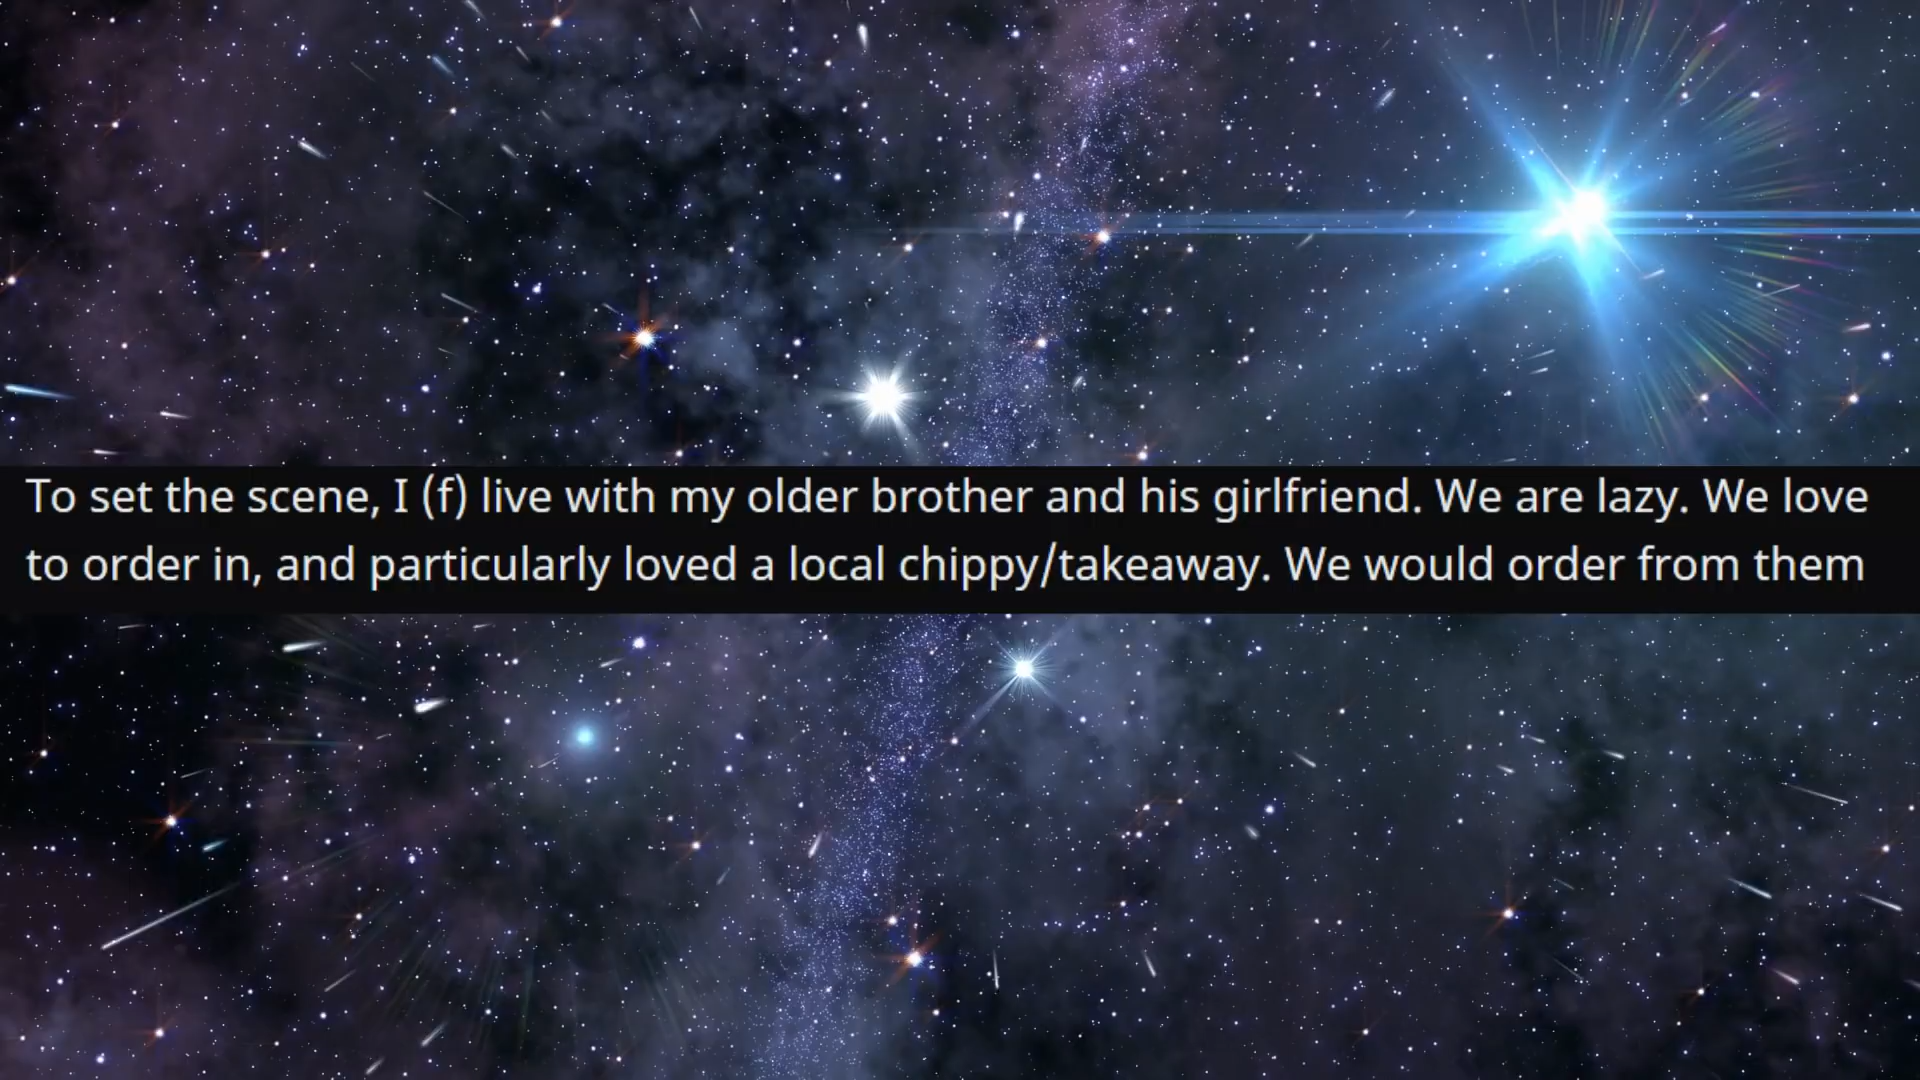 To set the scene, I (f) live with my older brother and his girlfriend. We are lazy. We love
to order in, and particularly loved a local chippy/takeaway. We would order from them